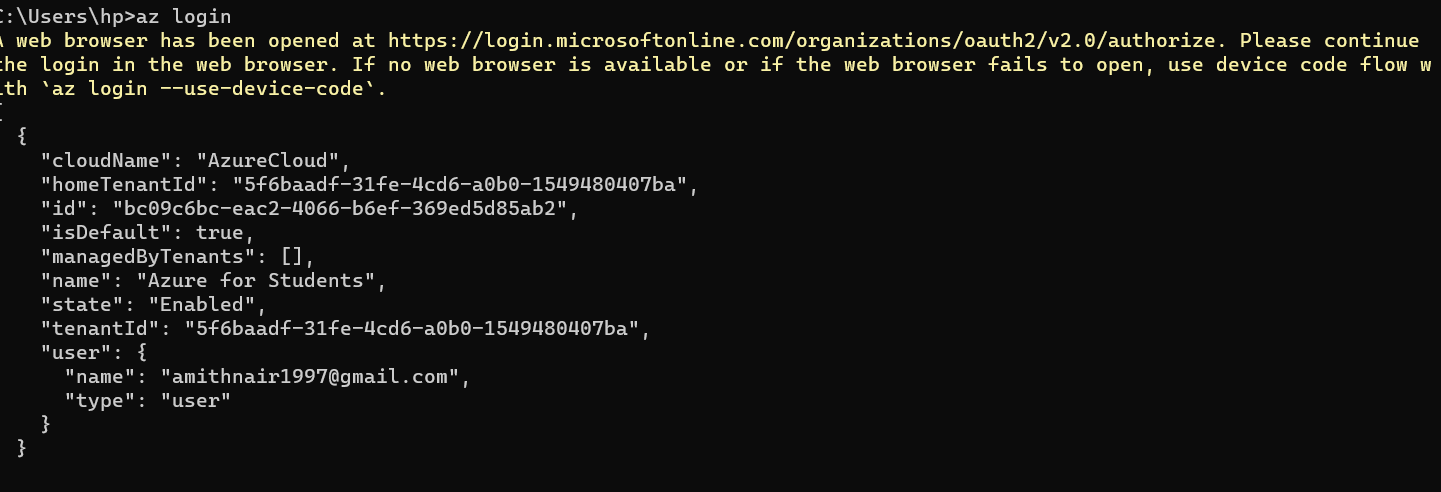 C:\Users\hp>az login
A web browser has been opened at https://login.microsoftonline.com/organizations/oauth2/v2.0/authorize. Please continue
the login in the web browser. If no web browser is available or if the web browser fails to open, use device code flow w
ith `az login --use-device-code`.
[
  {
    "cloudName": "AzureCloud",
    "homeTenantId": "5f6baadf-31fe-4cd6-a0b0-1549480407ba",
    "id": "bc09c6bc-eac2-4066-b6ef-369ed5d85ab2",
    "isDefault": true,
    "managedByTenants": [],
    "name": "Azure for Students",
    "state": "Enabled",
    "tenantId": "5f6baadf-31fe-4cd6-a0b0-1549480407ba",
    "user": {
      "name": "amithnair1997@gmail.com",
      "type": "user"
    }
  }